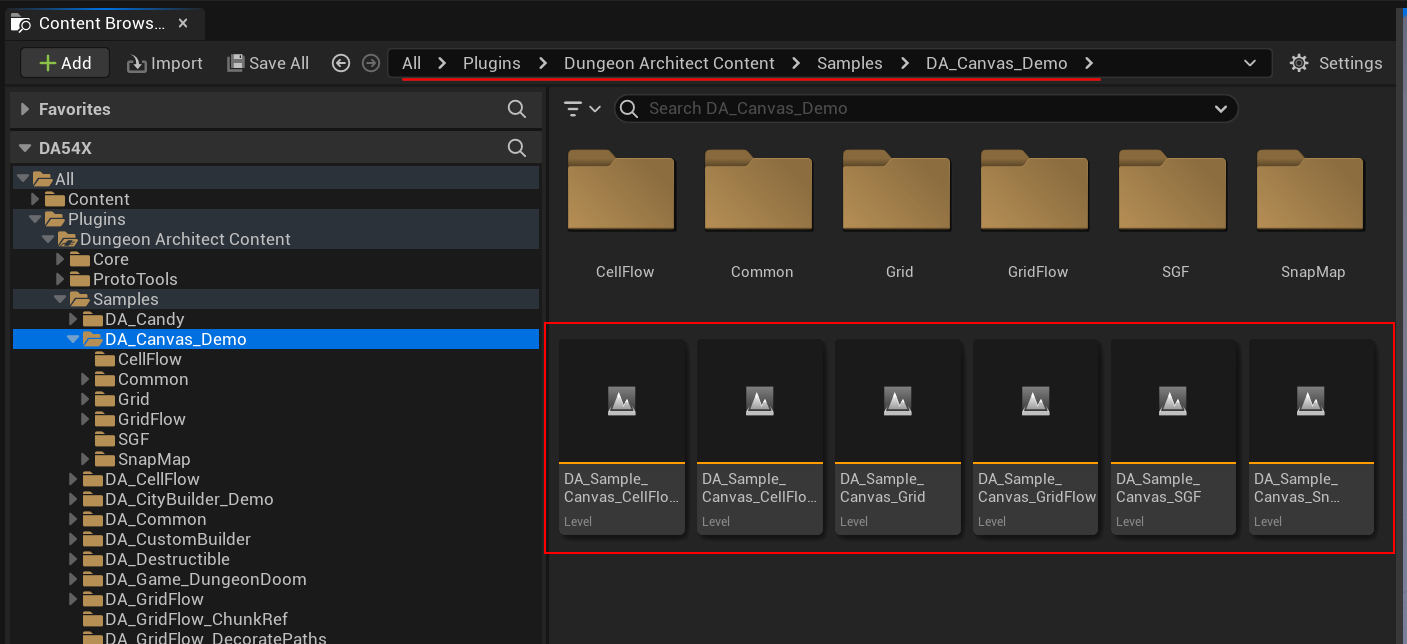 Content Brows...
Add Import Save All All Plugins Dungeon Architect Content Samples DA_Canvas_Demo Settings
Favorites
Search DA_Canvas_Demo
DA54X
All
Content
Plugins
Dungeon Architect Content
Core
ProtoTools
Samples
DA_Candy
DA_Canvas_Demo
CellFlow
Common
Grid
GridFlow
SGF
SnapMap
DA_CellFlow
DA_CityBuilder_Demo
DA_Common
DA_CustomBuilder
DA_Destructible
DA_Game_DungeonDoom
DA_GridFlow
DA_GridFlow_ChunkRef
DA_GridFlow_DecoratePaths
CellFlow Common Grid GridFlow SGF SnapMap
DA_Sample_
Canvas_CellFlo...
Level
DA_Sample_
Canvas_CellFlo...
Level
DA_Sample_
Canvas_Grid
Level
DA_Sample_
Canvas_GridFlow
Level
DA_Sample_
Canvas_SGF
Level
DA_Sample_
Canvas_Sn...
Level